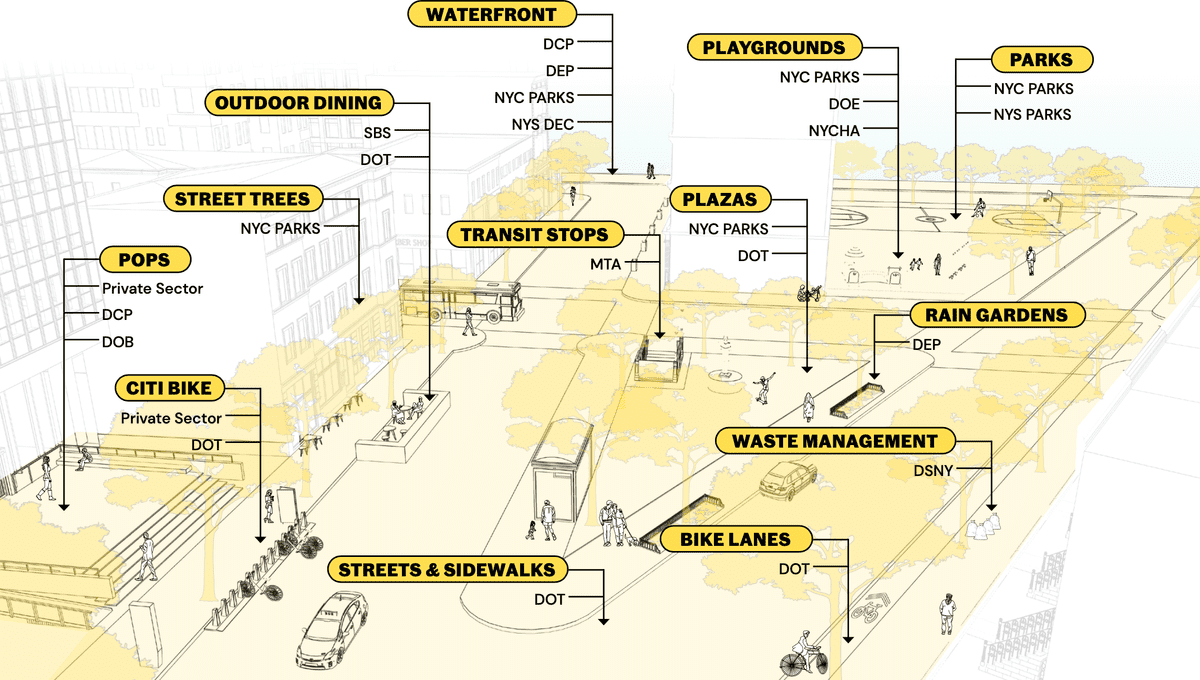 WATERFRONT
DCP
DEP
NYC PARKS
NYS DEC
PLAYGROUNDS
NYC PARKS
DOE
NYCHA
PARKS
NYC PARKS
NYS PARKS
OUTDOOR DINING
SBS
DOT
STREET TREES
NYC PARKS
PLAZAS
NYC PARKS
DOT
TRANSIT STOPS
MTA
POPS
Private Sector
DCP
DOB
RAIN GARDENS
DEP
CITI BIKE
Private Sector
DOT
WASTE MANAGEMENT
DSNY
BIKE LANES
DOT
STREETS & SIDEWALKS
DOT